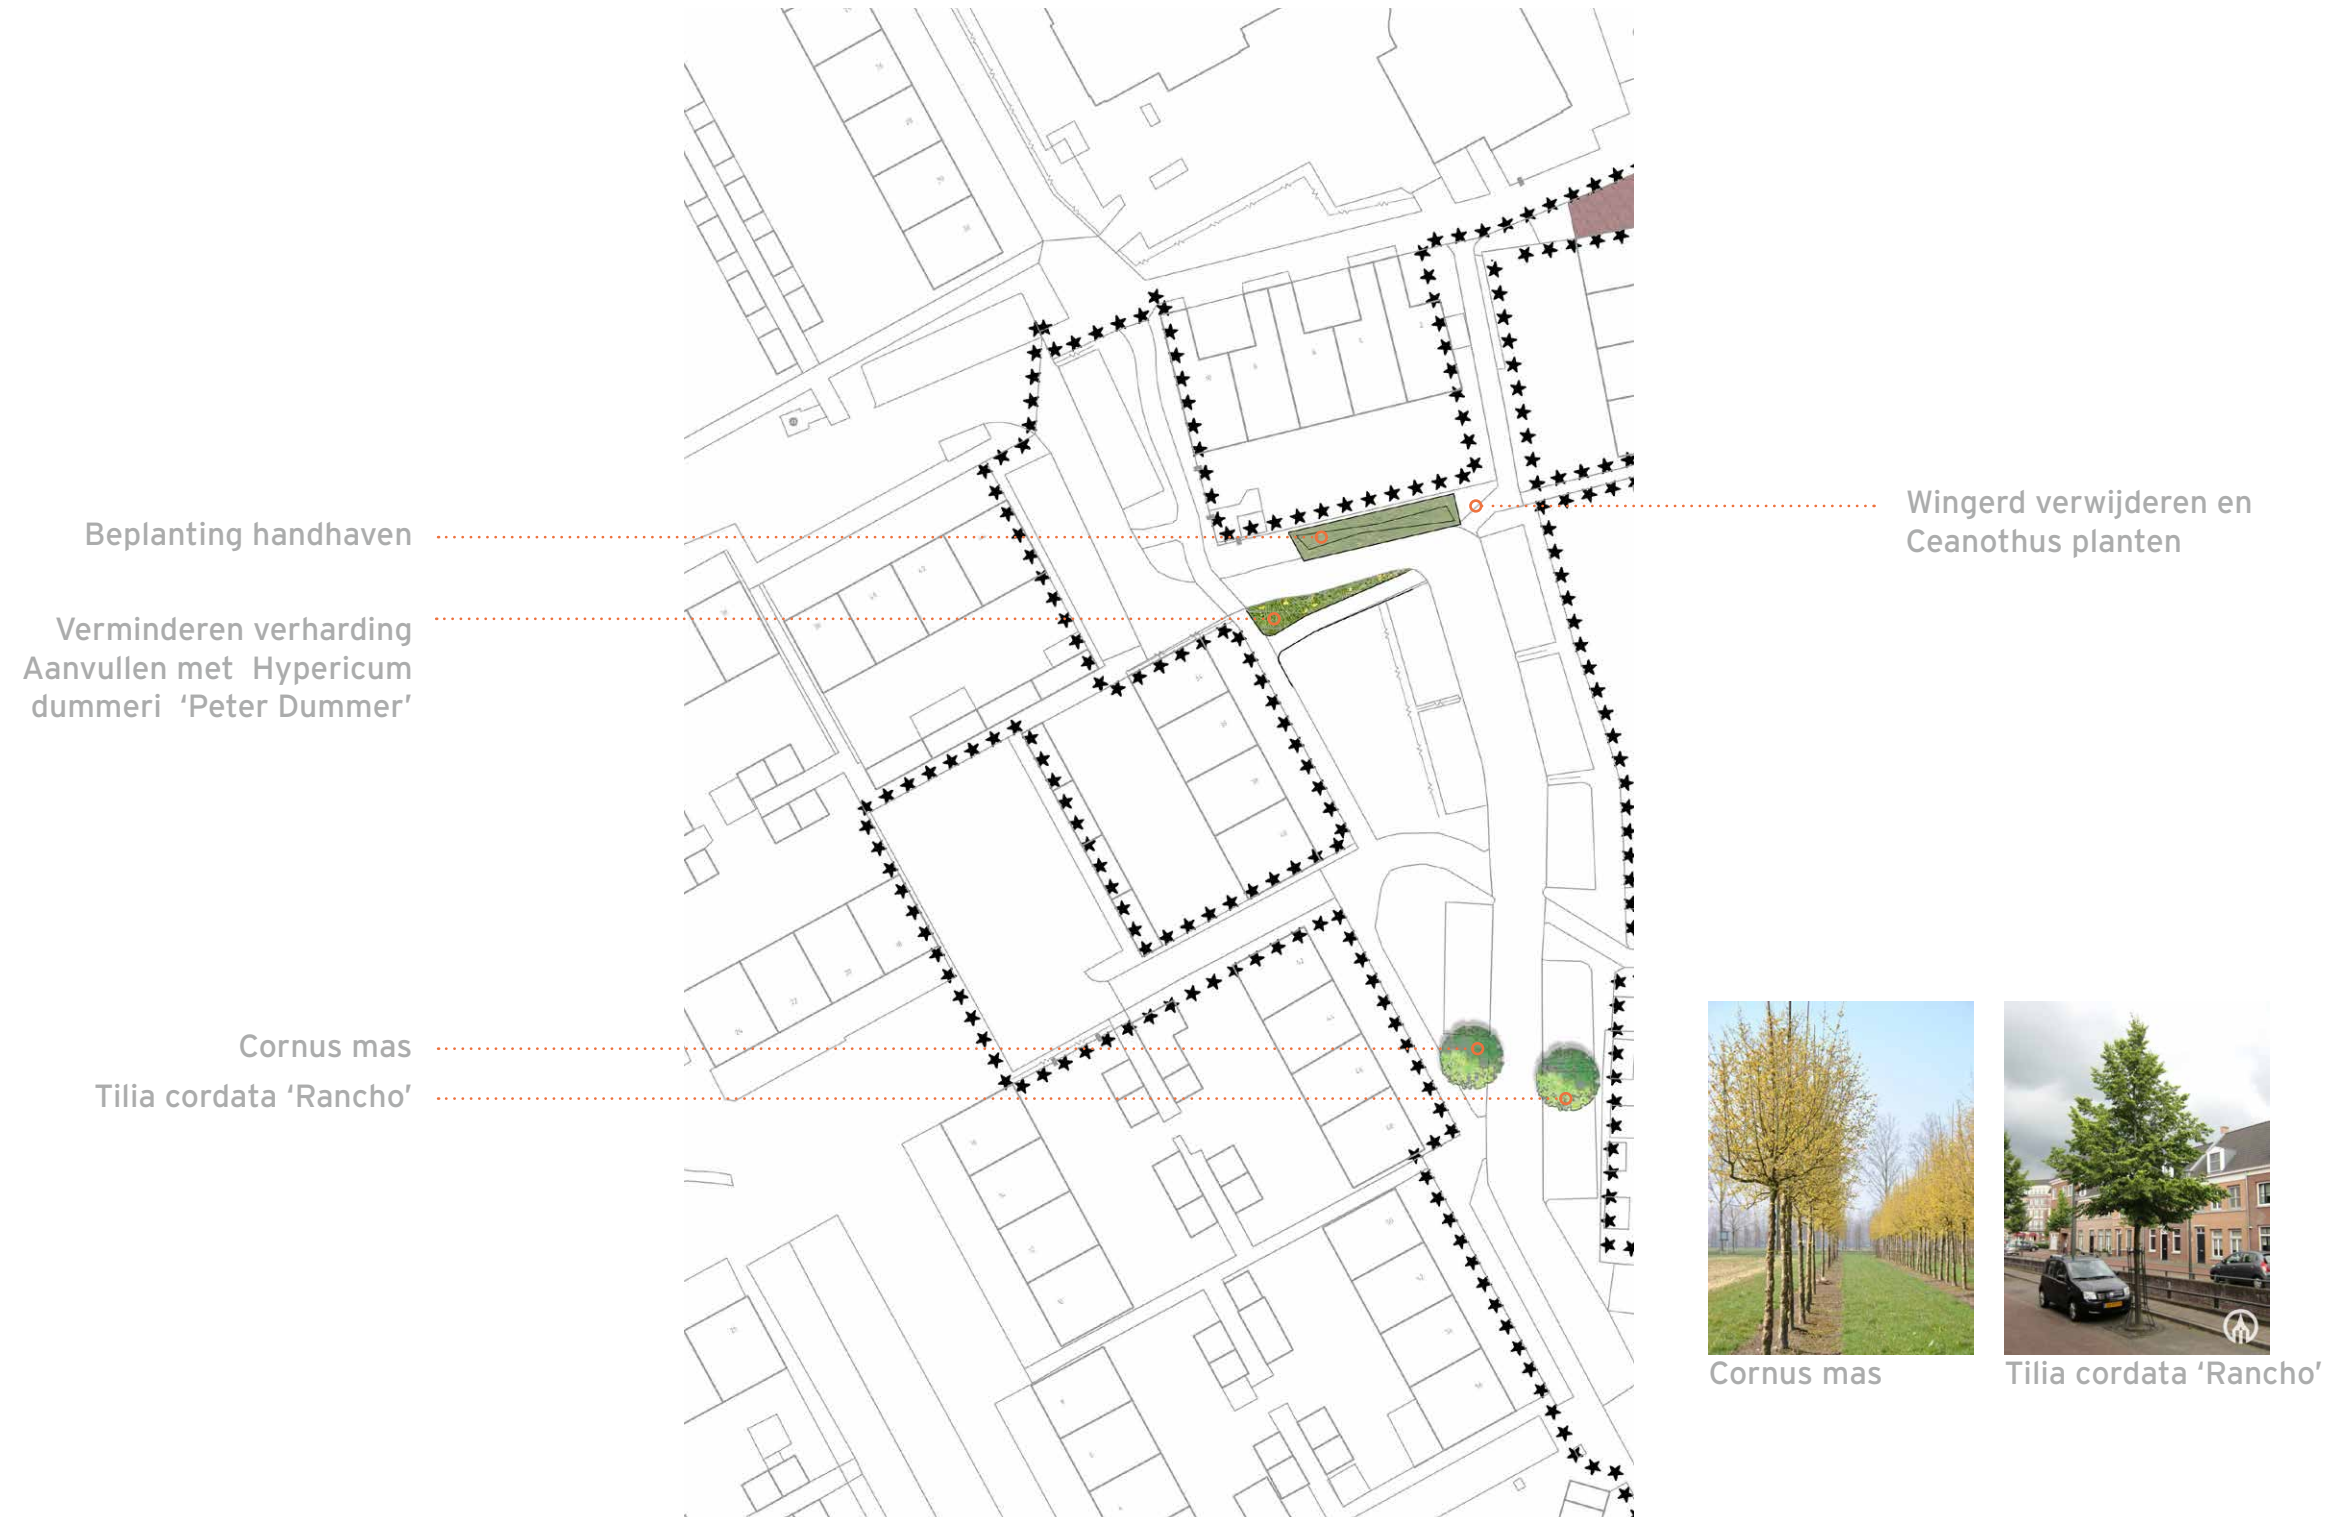 Beplanting handhaven
Verminderen verharding
Aanvullen met Hypericum
dummeri ‘Peter Dummer’
Cornus mas
Tilia cordata ‘Rancho’
Wingerd verwijderen en
Ceanothus planten
Cornus mas
Tilia cordata ‘Rancho’